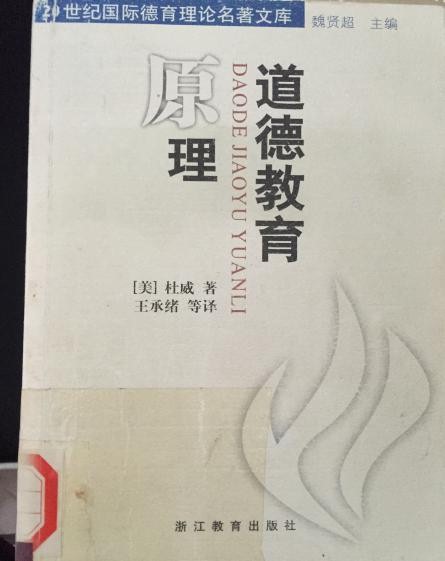 20世纪国际德育理论名著文库
魏贤超 主编
道德教育
原理
DAODE JIAOYU YUANLI
[美] 杜威 著
王承绪 等译
浙江教育出版社